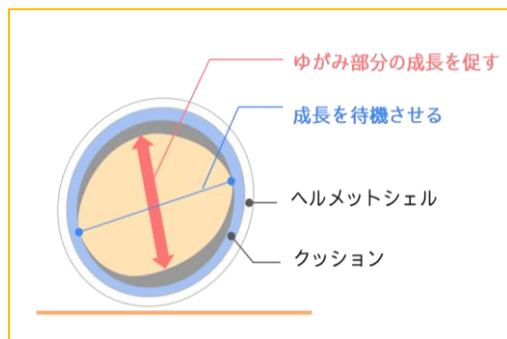 ゆがみ部分の成長を促す
成長を待機させる
ヘルメットシェル
クッション